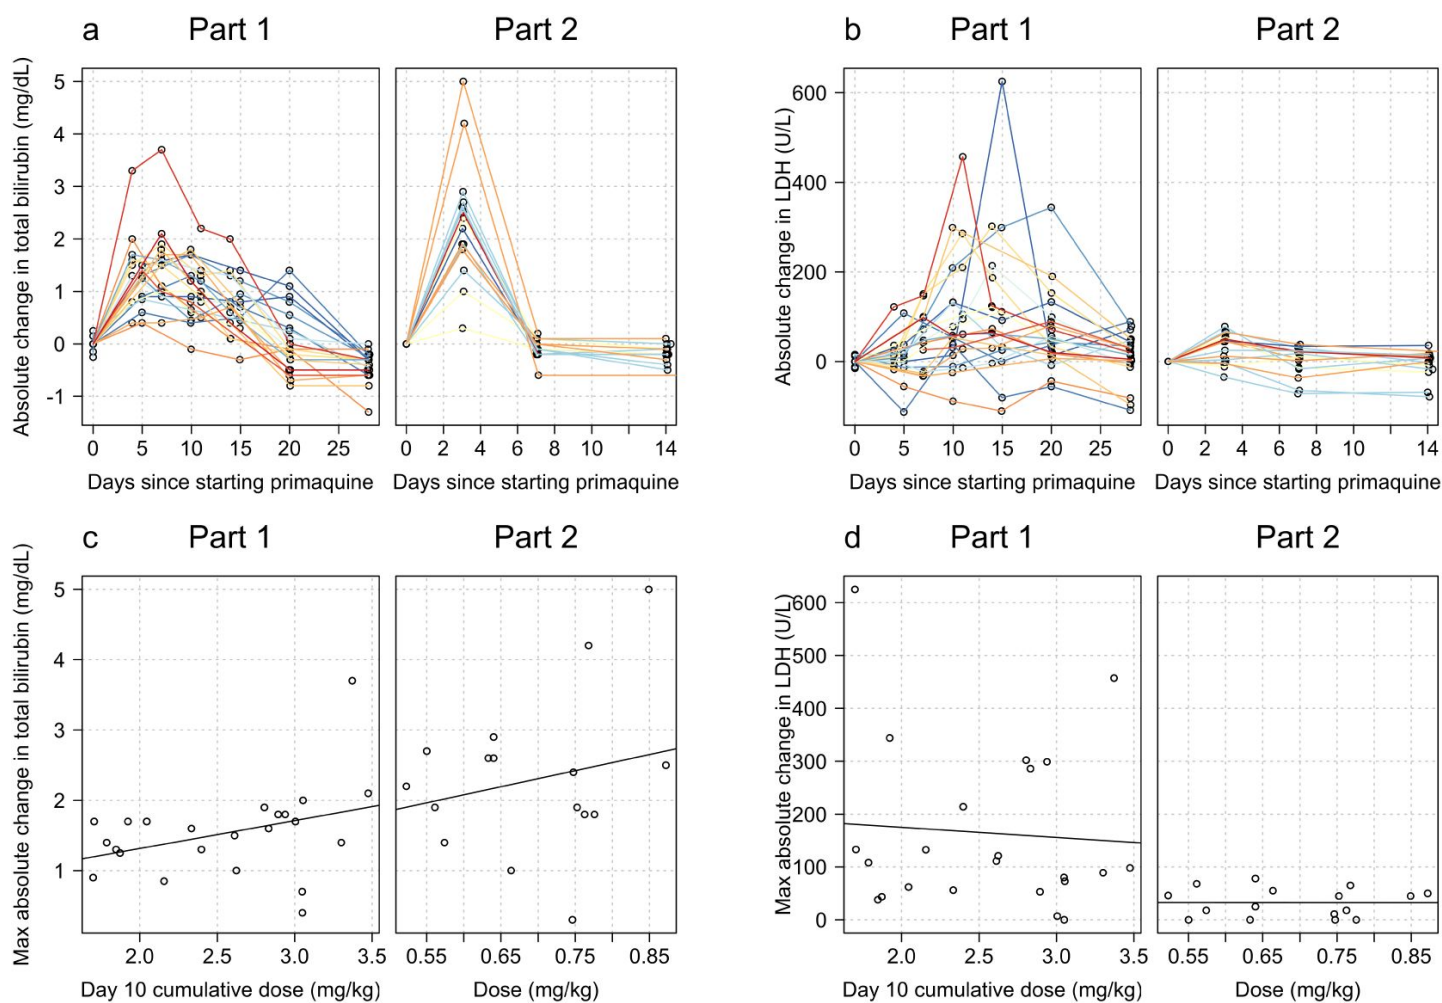 a Part 1 Part 2
Absolute change in total bilirubin (mg/dL)
5
4
3
2
1
0
-1
0 5 10 15 20 25
0 2 4 6 8 10 14
Days since starting primaquine
Days since starting primaquine
b Part 1 Part 2
Absolute change in LDH (U/L)
600
400
200
0
0 5 10 15 20 25
0 2 4 6 8 10 14
Days since starting primaquine
Days since starting primaquine
c Part 1 Part 2
Max absolute change in total bilirubin (mg/dL)
5
4
3
2
1
2.0 2.5 3.0 3.5
0.55 0.65 0.75 0.85
Day 10 cumulative dose (mg/kg)
Dose (mg/kg)
d Part 1 Part 2
Max absolute change in LDH (U/L)
600
500
400
300
200
100
0
2.0 2.5 3.0 3.5
0.55 0.65 0.75 0.85
Day 10 cumulative dose (mg/kg)
Dose (mg/kg)